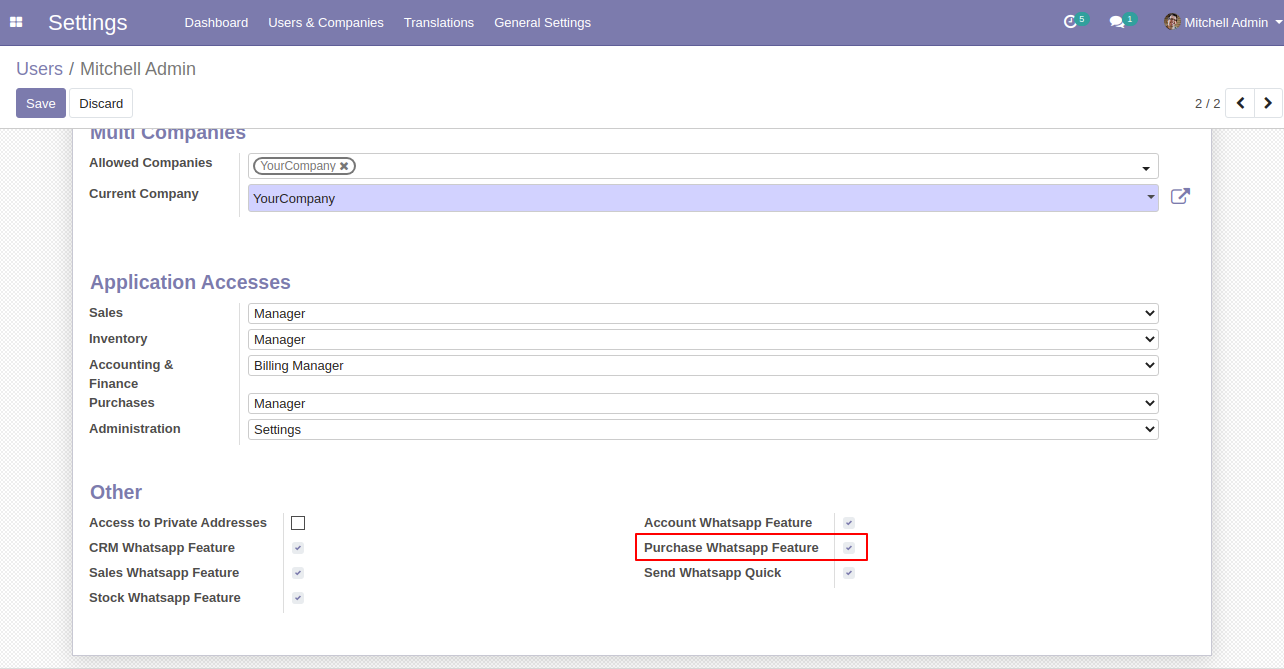 Settings Dashboard Users & Companies Translations General Settings 5 1 Mitchell Admin
Users / Mitchell Admin
Save Discard 2 / 2
Multi Companies
Allowed Companies YourCompany
Current Company YourCompany
Application Accesses
Sales Manager
Inventory Manager
Accounting & Billing Manager
Finance
Purchases Manager
Administration Settings
Other
Access to Private Addresses Account Whatsapp Feature
CRM Whatsapp Feature Purchase Whatsapp Feature
Sales Whatsapp Feature Send Whatsapp Quick
Stock Whatsapp Feature